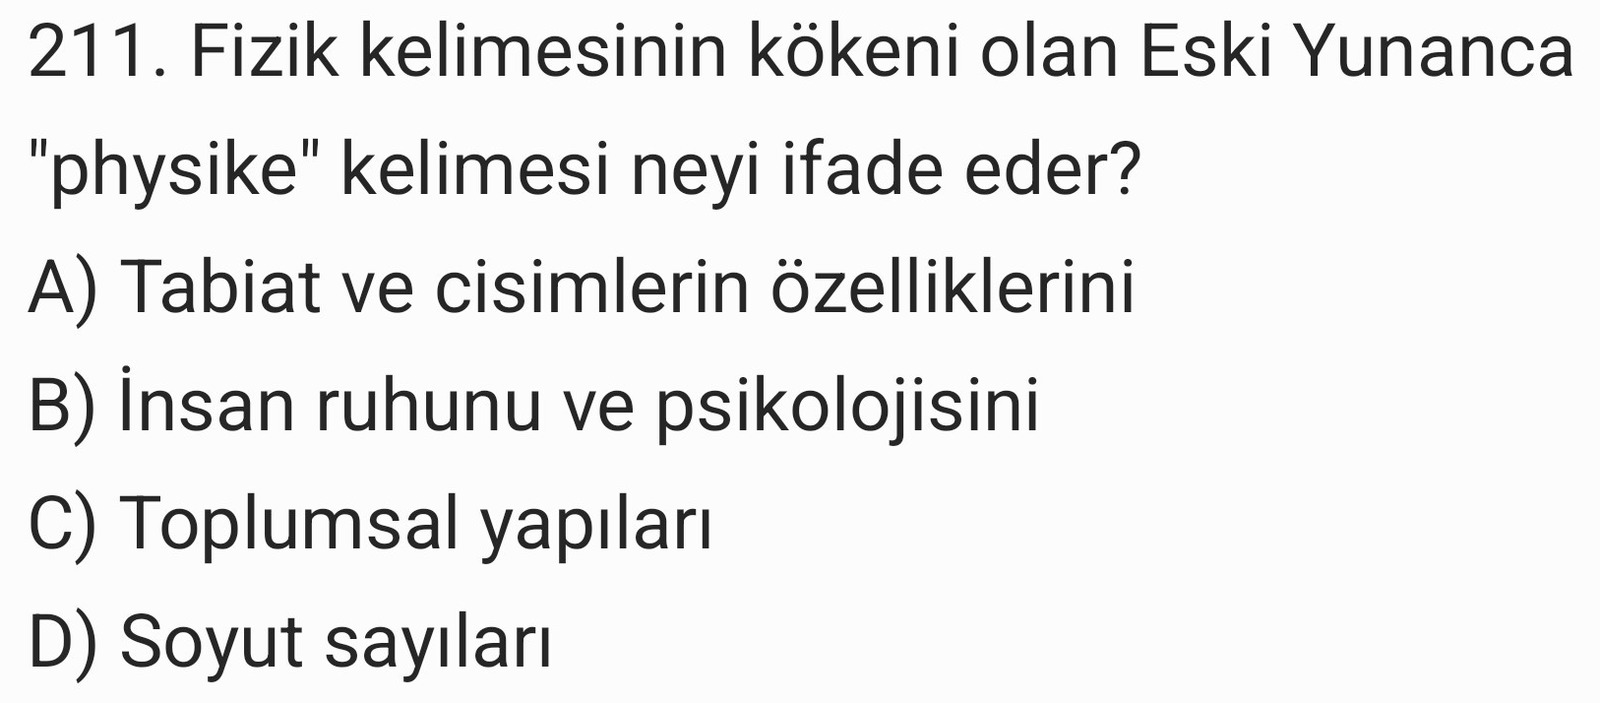 211. Fizik kelimesinin kökeni olan Eski Yunanca
"physike" kelimesi neyi ifade eder?
A) Tabiat ve cisimlerin özelliklerini
B) İnsan ruhunu ve psikolojisini
C) Toplumsal yapıları
D) Soyut sayıları